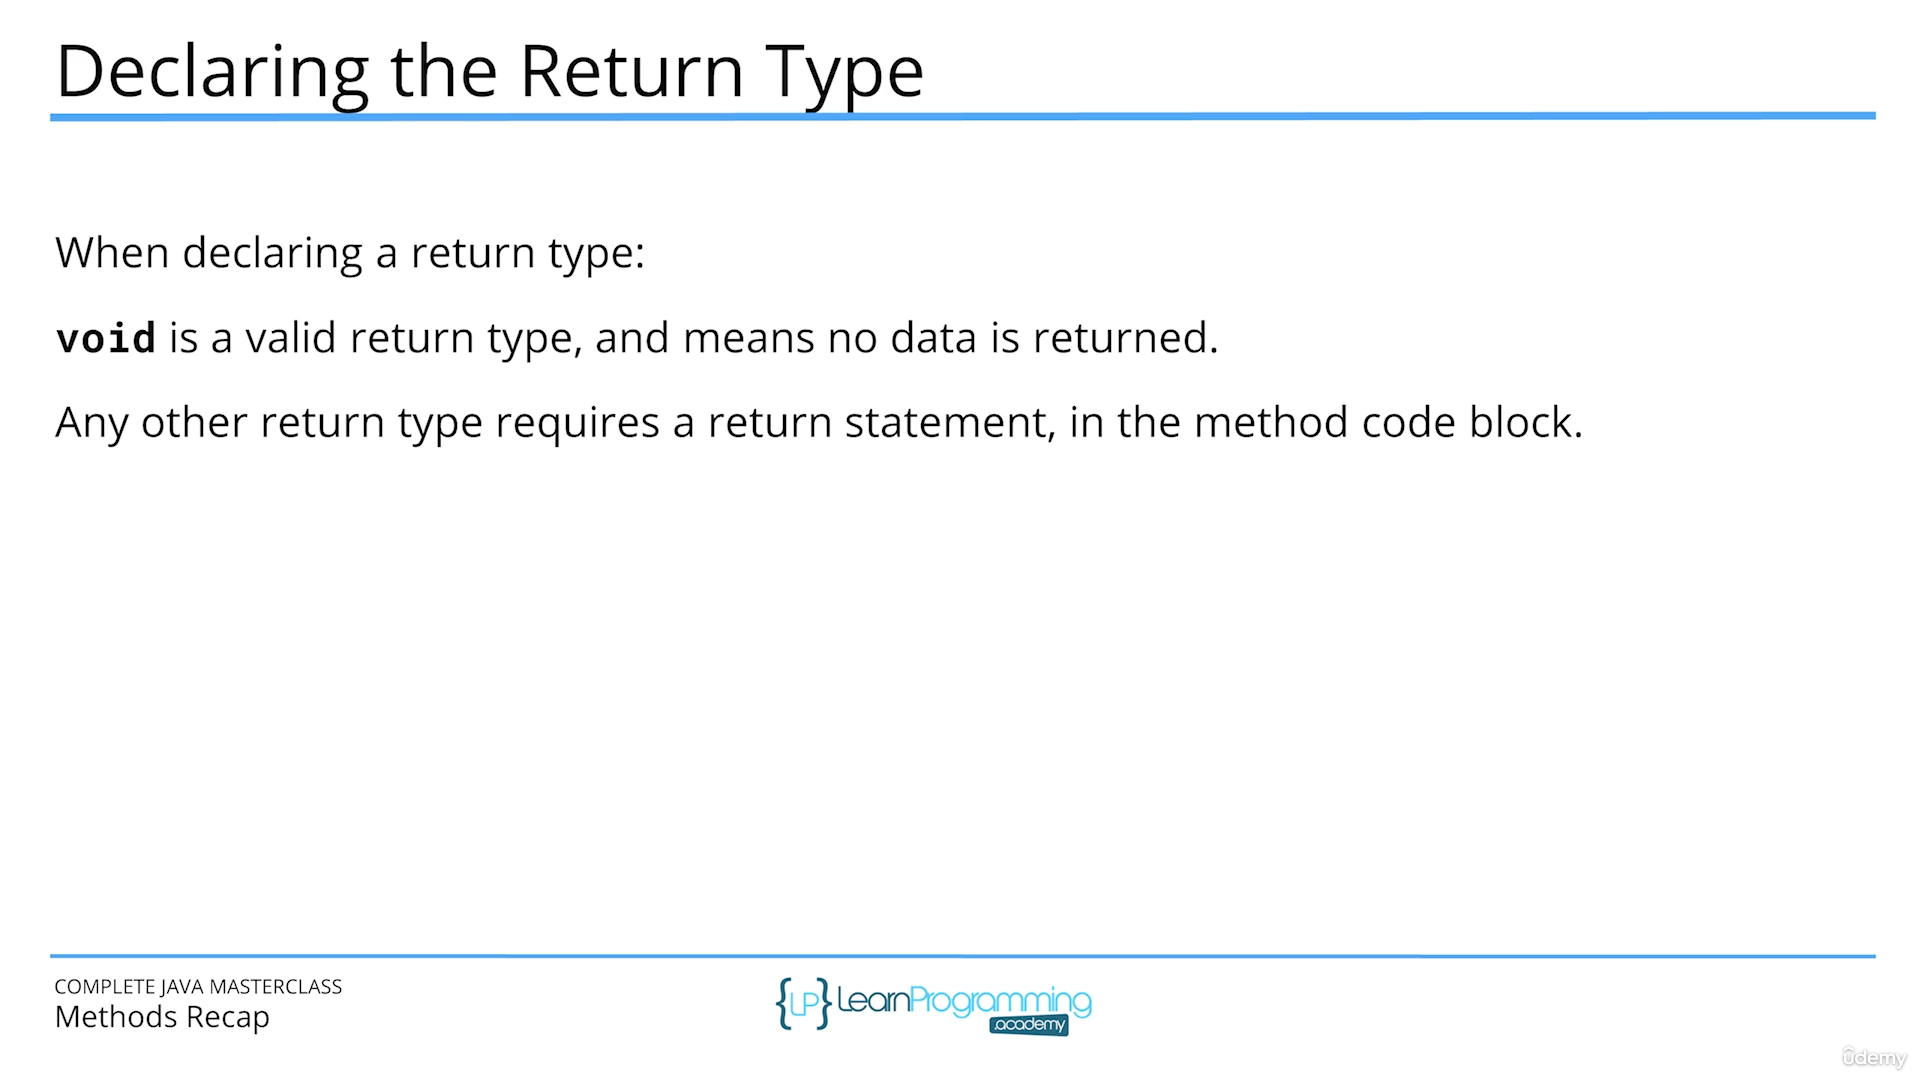 Declaring the Return Type
When declaring a return type:
void is a valid return type, and means no data is returned.
Any other return type requires a return statement, in the method code block.
COMPLETE JAVA MASTERCLASS
Methods Recap
{LP} LearnProgramming
.academy
ûdemy